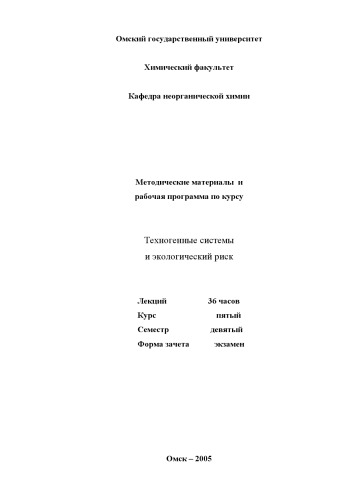 Омский государственный университет
Химический факультет
Кафедра неорганической химии
Методические материалы и
рабочая программа по курсу
Техногенные системы
и экологический риск
Лекций 36 часов
Курс пятый
Семестр девятый
Форма зачета экзамен
Омск – 2005